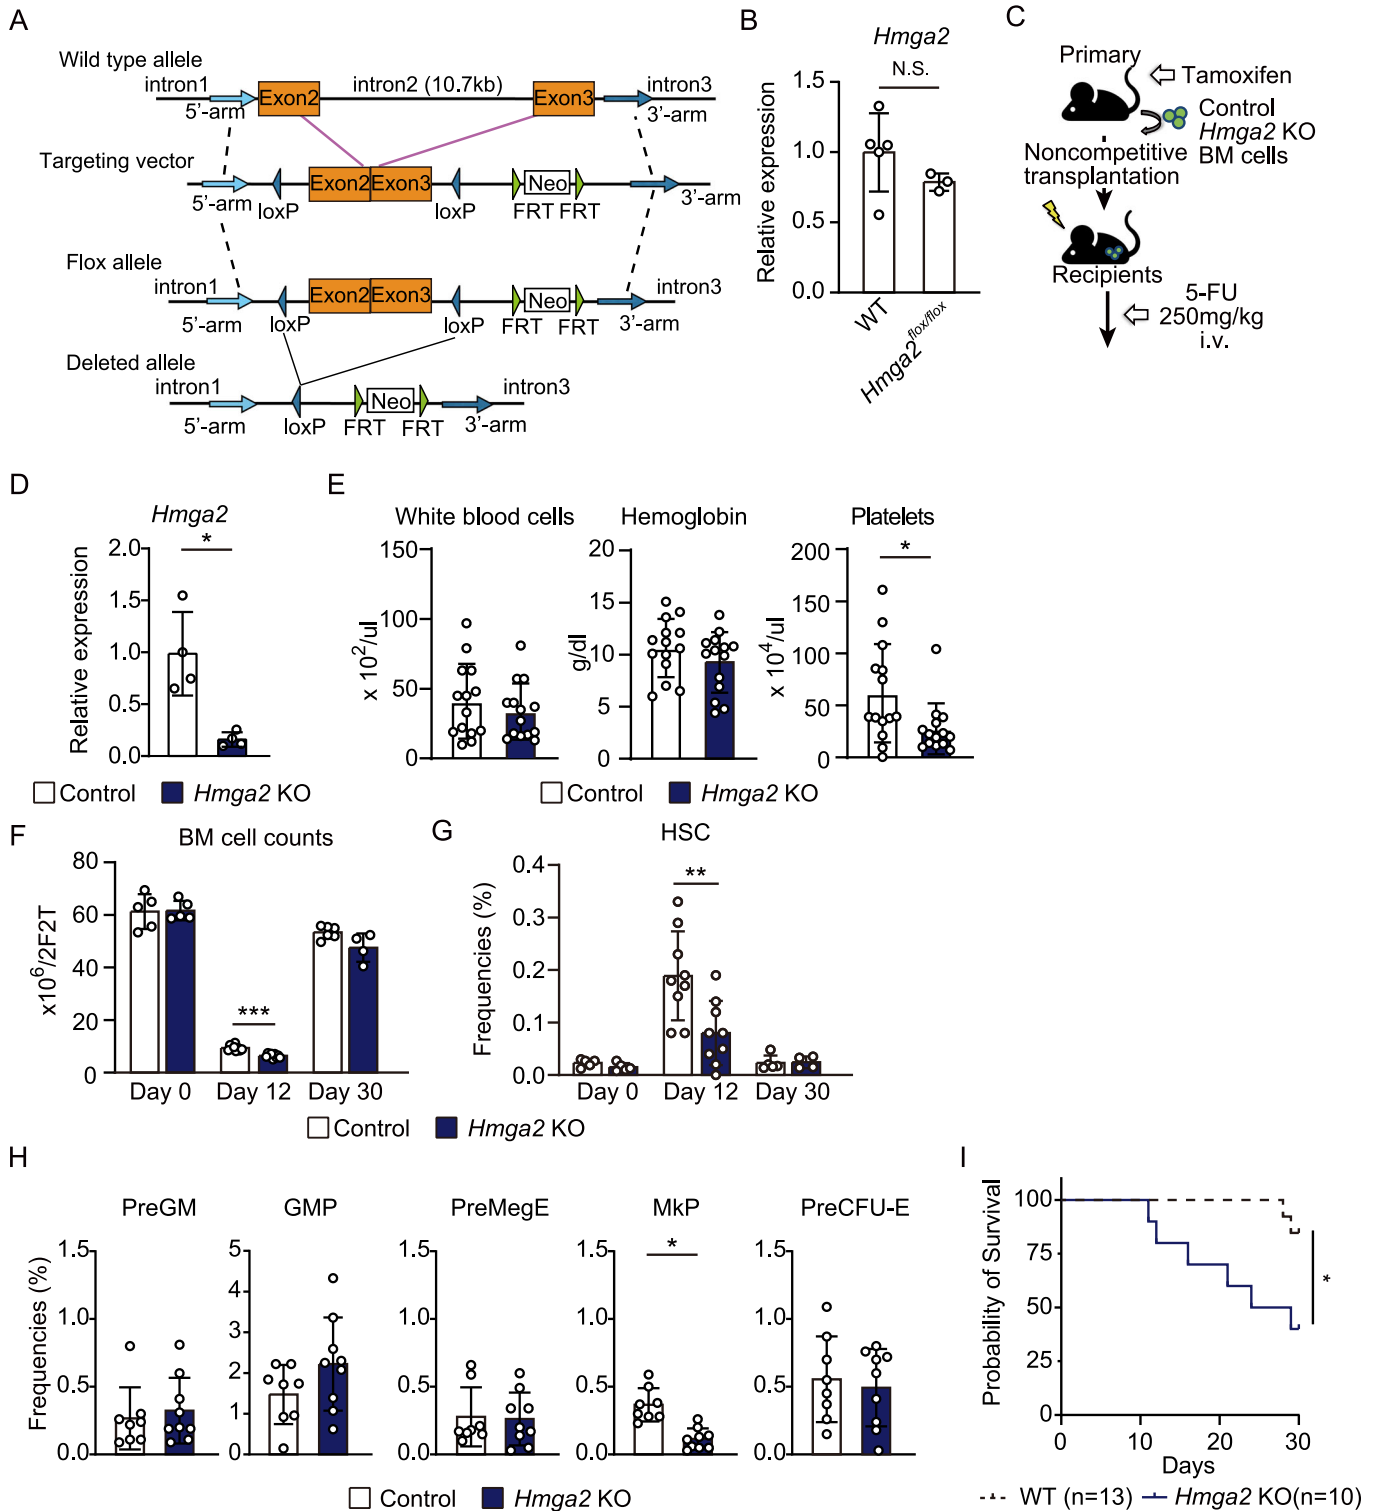 A
Wild type allele
intron1
Exon2
intron2 (10.7kb)
Exon3
intron3
5’-arm
3’-arm
Targeting vector
Exon2
Exon3
Neo
5’-arm
loxP
loxP
FRT FRT
3’-arm
Flox allele
intron1
Exon2
Exon3
Neo
intron3
5’-arm
loxP
loxP
FRT
FRT
3’-arm
Deleted allele
intron1
Neo
intron3
5’-arm
loxP
FRT
FRT
3’-arm
B
Hmga2
N.S.
Relative expression
1.5
1.0
0.5
0.0
WT
Hmga2flox/flox
C
Primary
Tamoxifen
Control
Hmga2 KO
BM cells
Noncompetitive
transplantation
Recipients
5-FU
250mg/kg
i.v.
D
Hmga2
*
Relative expression
2.0
1.5
1.0
0.5
0.0
Control
Hmga2 KO
E
White blood cells
x 10²/ul
150
100
50
0
Hemoglobin
g/dl
20
15
10
5
0
Platelets
*
x 10⁴/ul
200
150
100
50
0
Control
Hmga2 KO
F
BM cell counts
x10⁶/2F2T
80
60
40
20
0
***
Day 0
Day 12
Day 30
G
HSC
Frequencies (%)
0.4
0.3
0.2
0.1
0.0
**
Day 0
Day 12
Day 30
Control
Hmga2 KO
H
PreGM
Frequencies (%)
1.5
1.0
0.5
0.0
GMP
5
4
3
2
1
0
PreMegE
1.5
1.0
0.5
0.0
MkP
*
1.5
1.0
0.5
0.0
PreCFU-E
1.5
1.0
0.5
0.0
Control
Hmga2 KO
I
Probability of Survival
100
75
50
25
0
*
0
10
20
30
Days
WT (n=13)
Hmga2 KO(n=10)